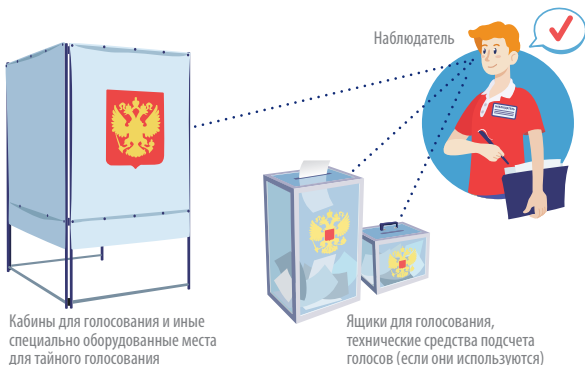 Наблюдатель
Кабины для голосования и иные
специально оборудованные места
для тайного голосования
Ящики для голосования,
технические средства подсчета
голосов (если они используются)